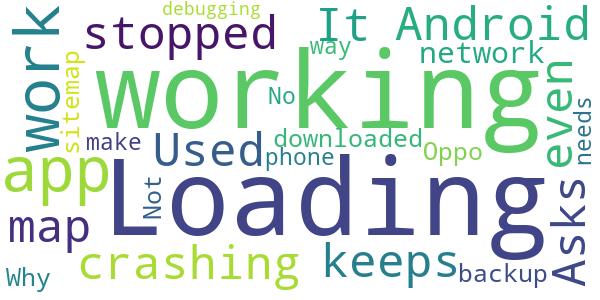 debugging
stopped
It
Android
work
way
network
working
sitemap
No
even
needs
make
Used
downloaded
phone
Oppo
app
Loading
Not
Asks
map
crashing
keeps
Why
backup